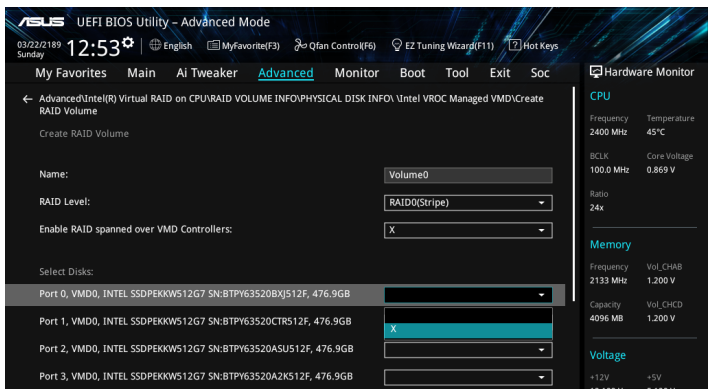 ASUS UEFI BIOS Utility – Advanced Mode
03/22/2189 Sunday 12:53 English MyFavorite(F3) Qfan Control(F6) EZ Tuning Wizard(F11) ? Hot Keys
My Favorites Main Ai Tweaker Advanced Monitor Boot Tool Exit Soc
Hardware Monitor
← Advanced\Intel(R) Virtual RAID on CPU\RAID VOLUME INFO\PHYSICAL DISK INFO\ \Intel VROC Managed VMD\Create
RAID Volume
Create RAID Volume
Name: Volume0
RAID Level: RAID0(Stripe)
Enable RAID spanned over VMD Controllers: X
Select Disks:
Port 0, VMD0, INTEL SSDPEKKW512G7 SN:BTPY63520BXJ512F, 476.9GB
Port 1, VMD0, INTEL SSDPEKKW512G7 SN:BTPY63520CTR512F, 476.9GB
X
Port 2, VMD0, INTEL SSDPEKKW512G7 SN:BTPY63520ASU512F, 476.9GB
Port 3, VMD0, INTEL SSDPEKKW512G7 SN:BTPY63520A2K512F, 476.9GB
CPU
Frequency Temperature
2400 MHz 45°C
BCLK Core Voltage
100.0 MHz 0.869 V
Ratio
24x
Memory
Frequency Vol_CHAB
2133 MHz 1.200 V
Capacity Vol_CHCD
4096 MB 1.200 V
Voltage
+12V +5V